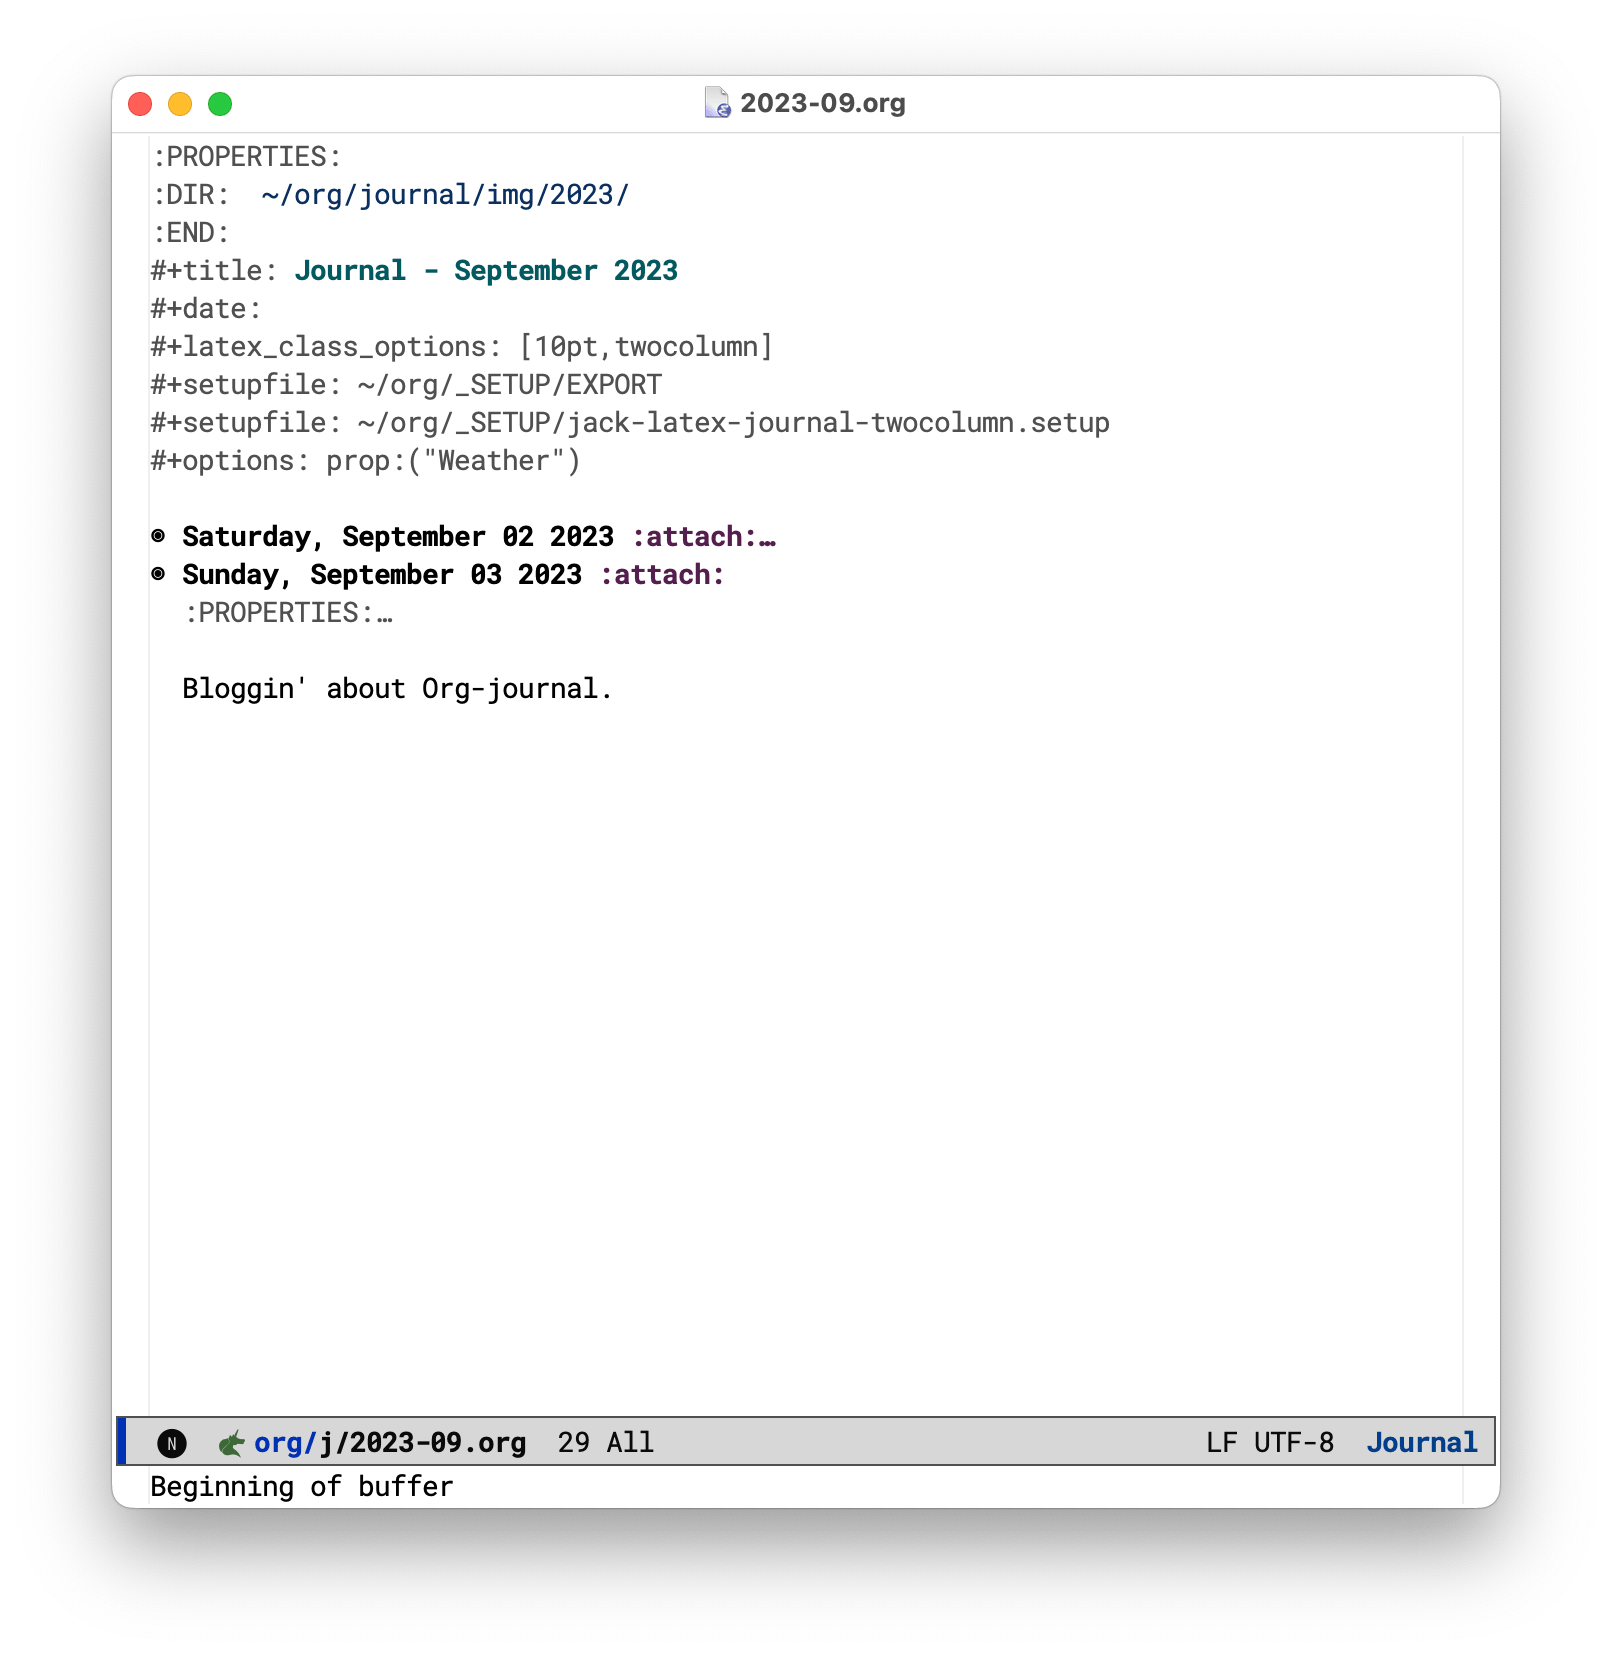 2023-09.org
:PROPERTIES:
:DIR:  ~/org/journal/img/2023/
:END:
#+title: Journal - September 2023
#+date:
#+latex_class_options: [10pt,twocolumn]
#+setupfile: ~/org/_SETUP/EXPORT
#+setupfile: ~/org/_SETUP/jack-latex-journal-twocolumn.setup
#+options: prop:("Weather")
◉ Saturday, September 02 2023 :attach:…
◉ Sunday, September 03 2023 :attach:
:PROPERTIES:…
Bloggin' about Org-journal.
N org/j/2023-09.org  29 All  LF UTF-8  Journal
Beginning of buffer